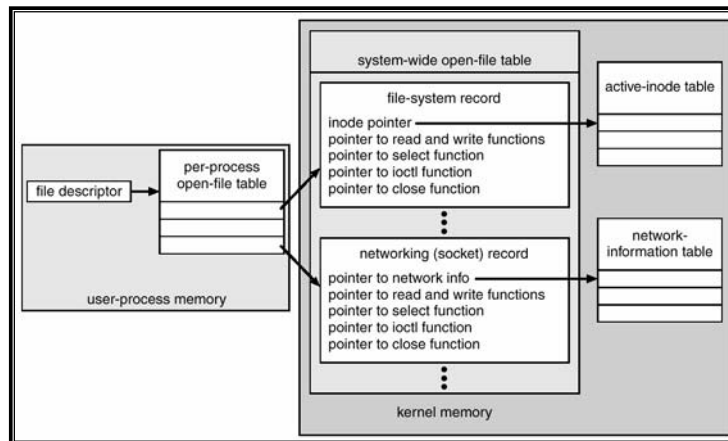 file descriptor
per-process
open-file table
user-process memory
system-wide open-file table
file-system record
inode pointer
pointer to read and write functions
pointer to select function
pointer to ioctl function
pointer to close function
networking (socket) record
pointer to network info
pointer to read and write functions
pointer to select function
pointer to ioctl function
pointer to close function
active-inode table
network-
information table
kernel memory